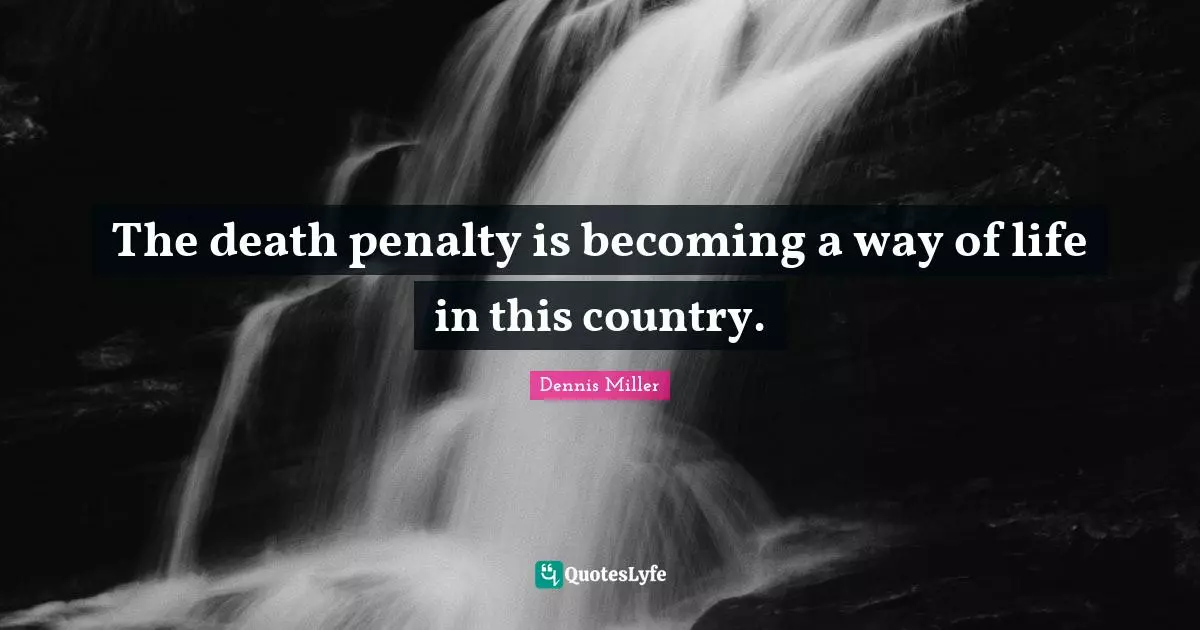 The death penalty is becoming a way of life
in this country.
Dennis Miller
QuotesLyfe